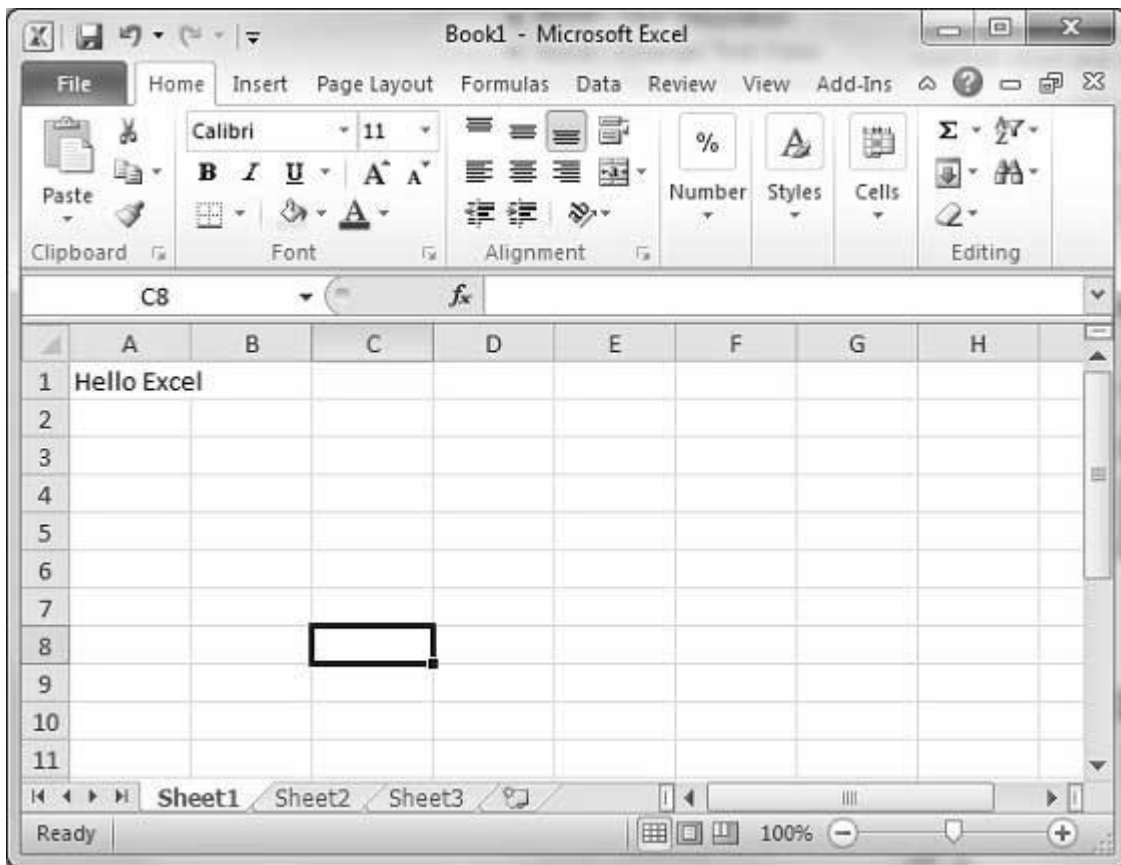 Book1 - Microsoft Excel
File Home Insert Page Layout Formulas Data Review View Add-Ins
Paste
Clipboard
Calibri 11
B I U A A
A
Font
Alignment
%
Number
A
Styles
Cells
Σ
Editing
C8 fx
A B C D E F G H
1 Hello Excel
2
3
4
5
6
7
8
9
10
11
Sheet1 Sheet2 Sheet3
Ready 100%